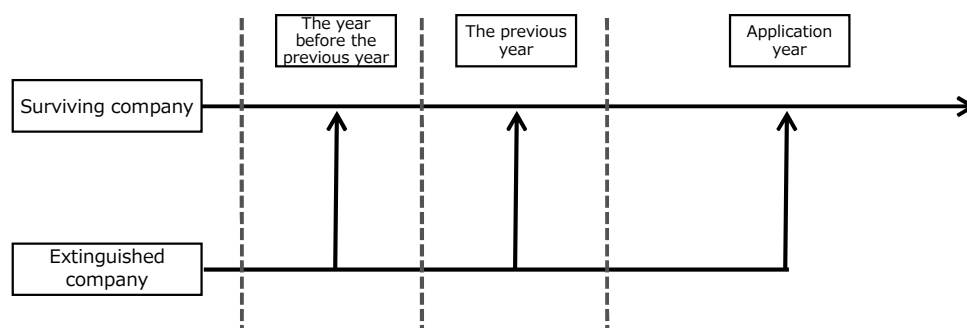 The year
before the
previous year
The previous
year
Application
year
Surviving company
Extinguished
company